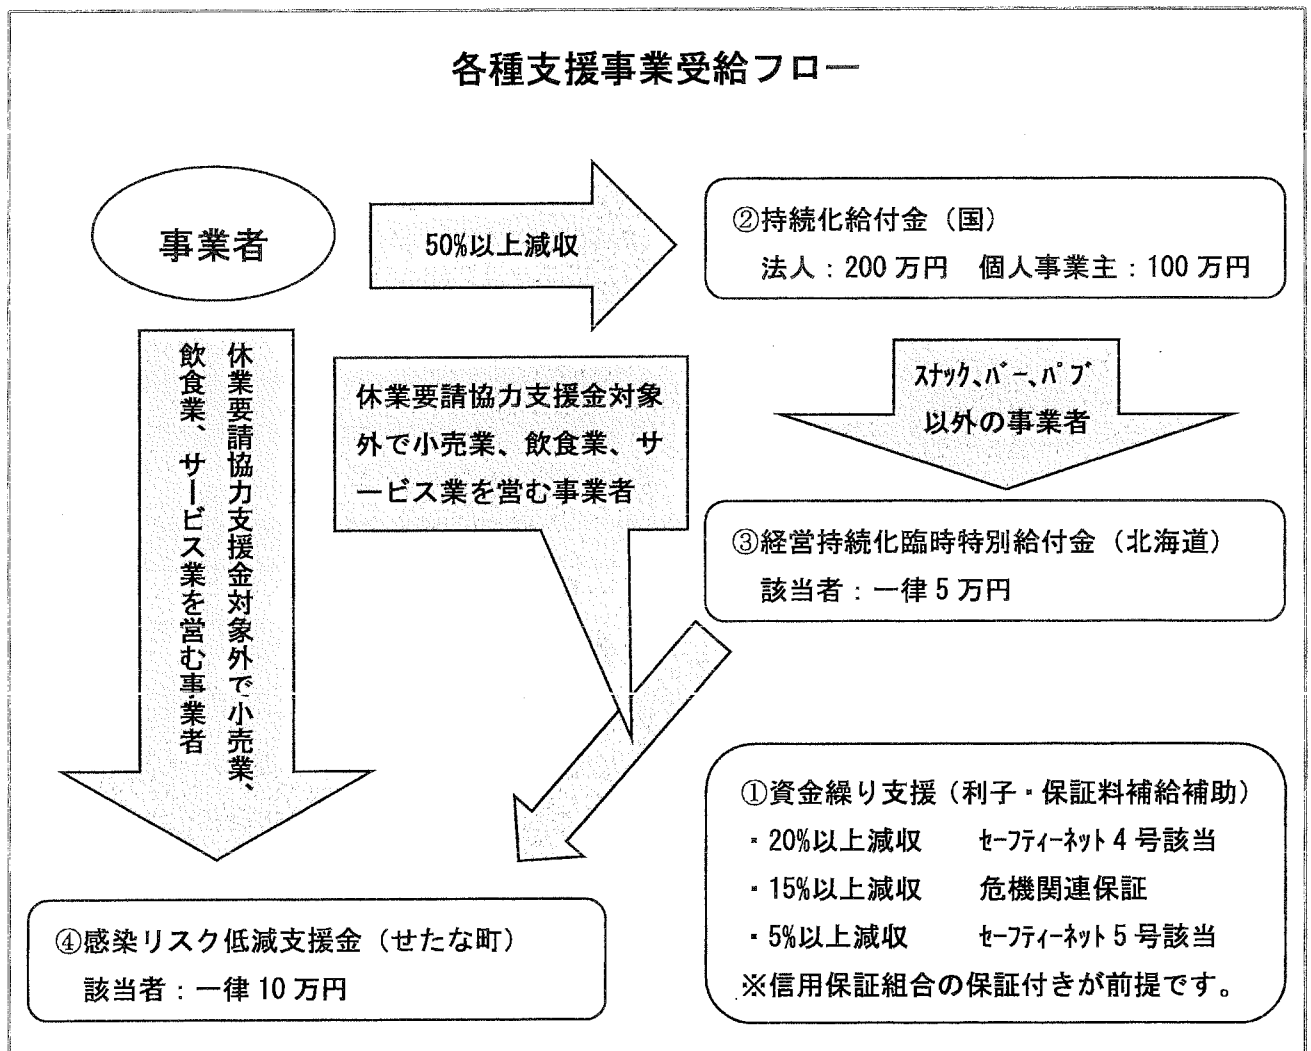 各種支援事業受給フロー
事業者
50%以上減収
②持続化給付金（国）
法人：200万円　個人事業主：100万円
休業要請協力支援金対象外で小売業、
飲食業、サービス業を営む事業者
休業要請協力支援金対象
外で小売業、飲食業、サ
ービス業を営む事業者
ｽﾅｯｸ､ﾊﾞｰ､ﾊﾟﾌﾞ
以外の事業者
③経営持続化臨時特別給付金（北海道）
該当者：一律5万円
①資金繰り支援（利子・保証料補給補助）
・20%以上減収　ｾｰﾌﾃｨｰﾈｯﾄ4号該当
・15%以上減収　危機関連保証
・5%以上減収　ｾｰﾌﾃｨｰﾈｯﾄ5号該当
※信用保証組合の保証付きが前提です。
④感染リスク低減支援金（せたな町）
該当者：一律10万円